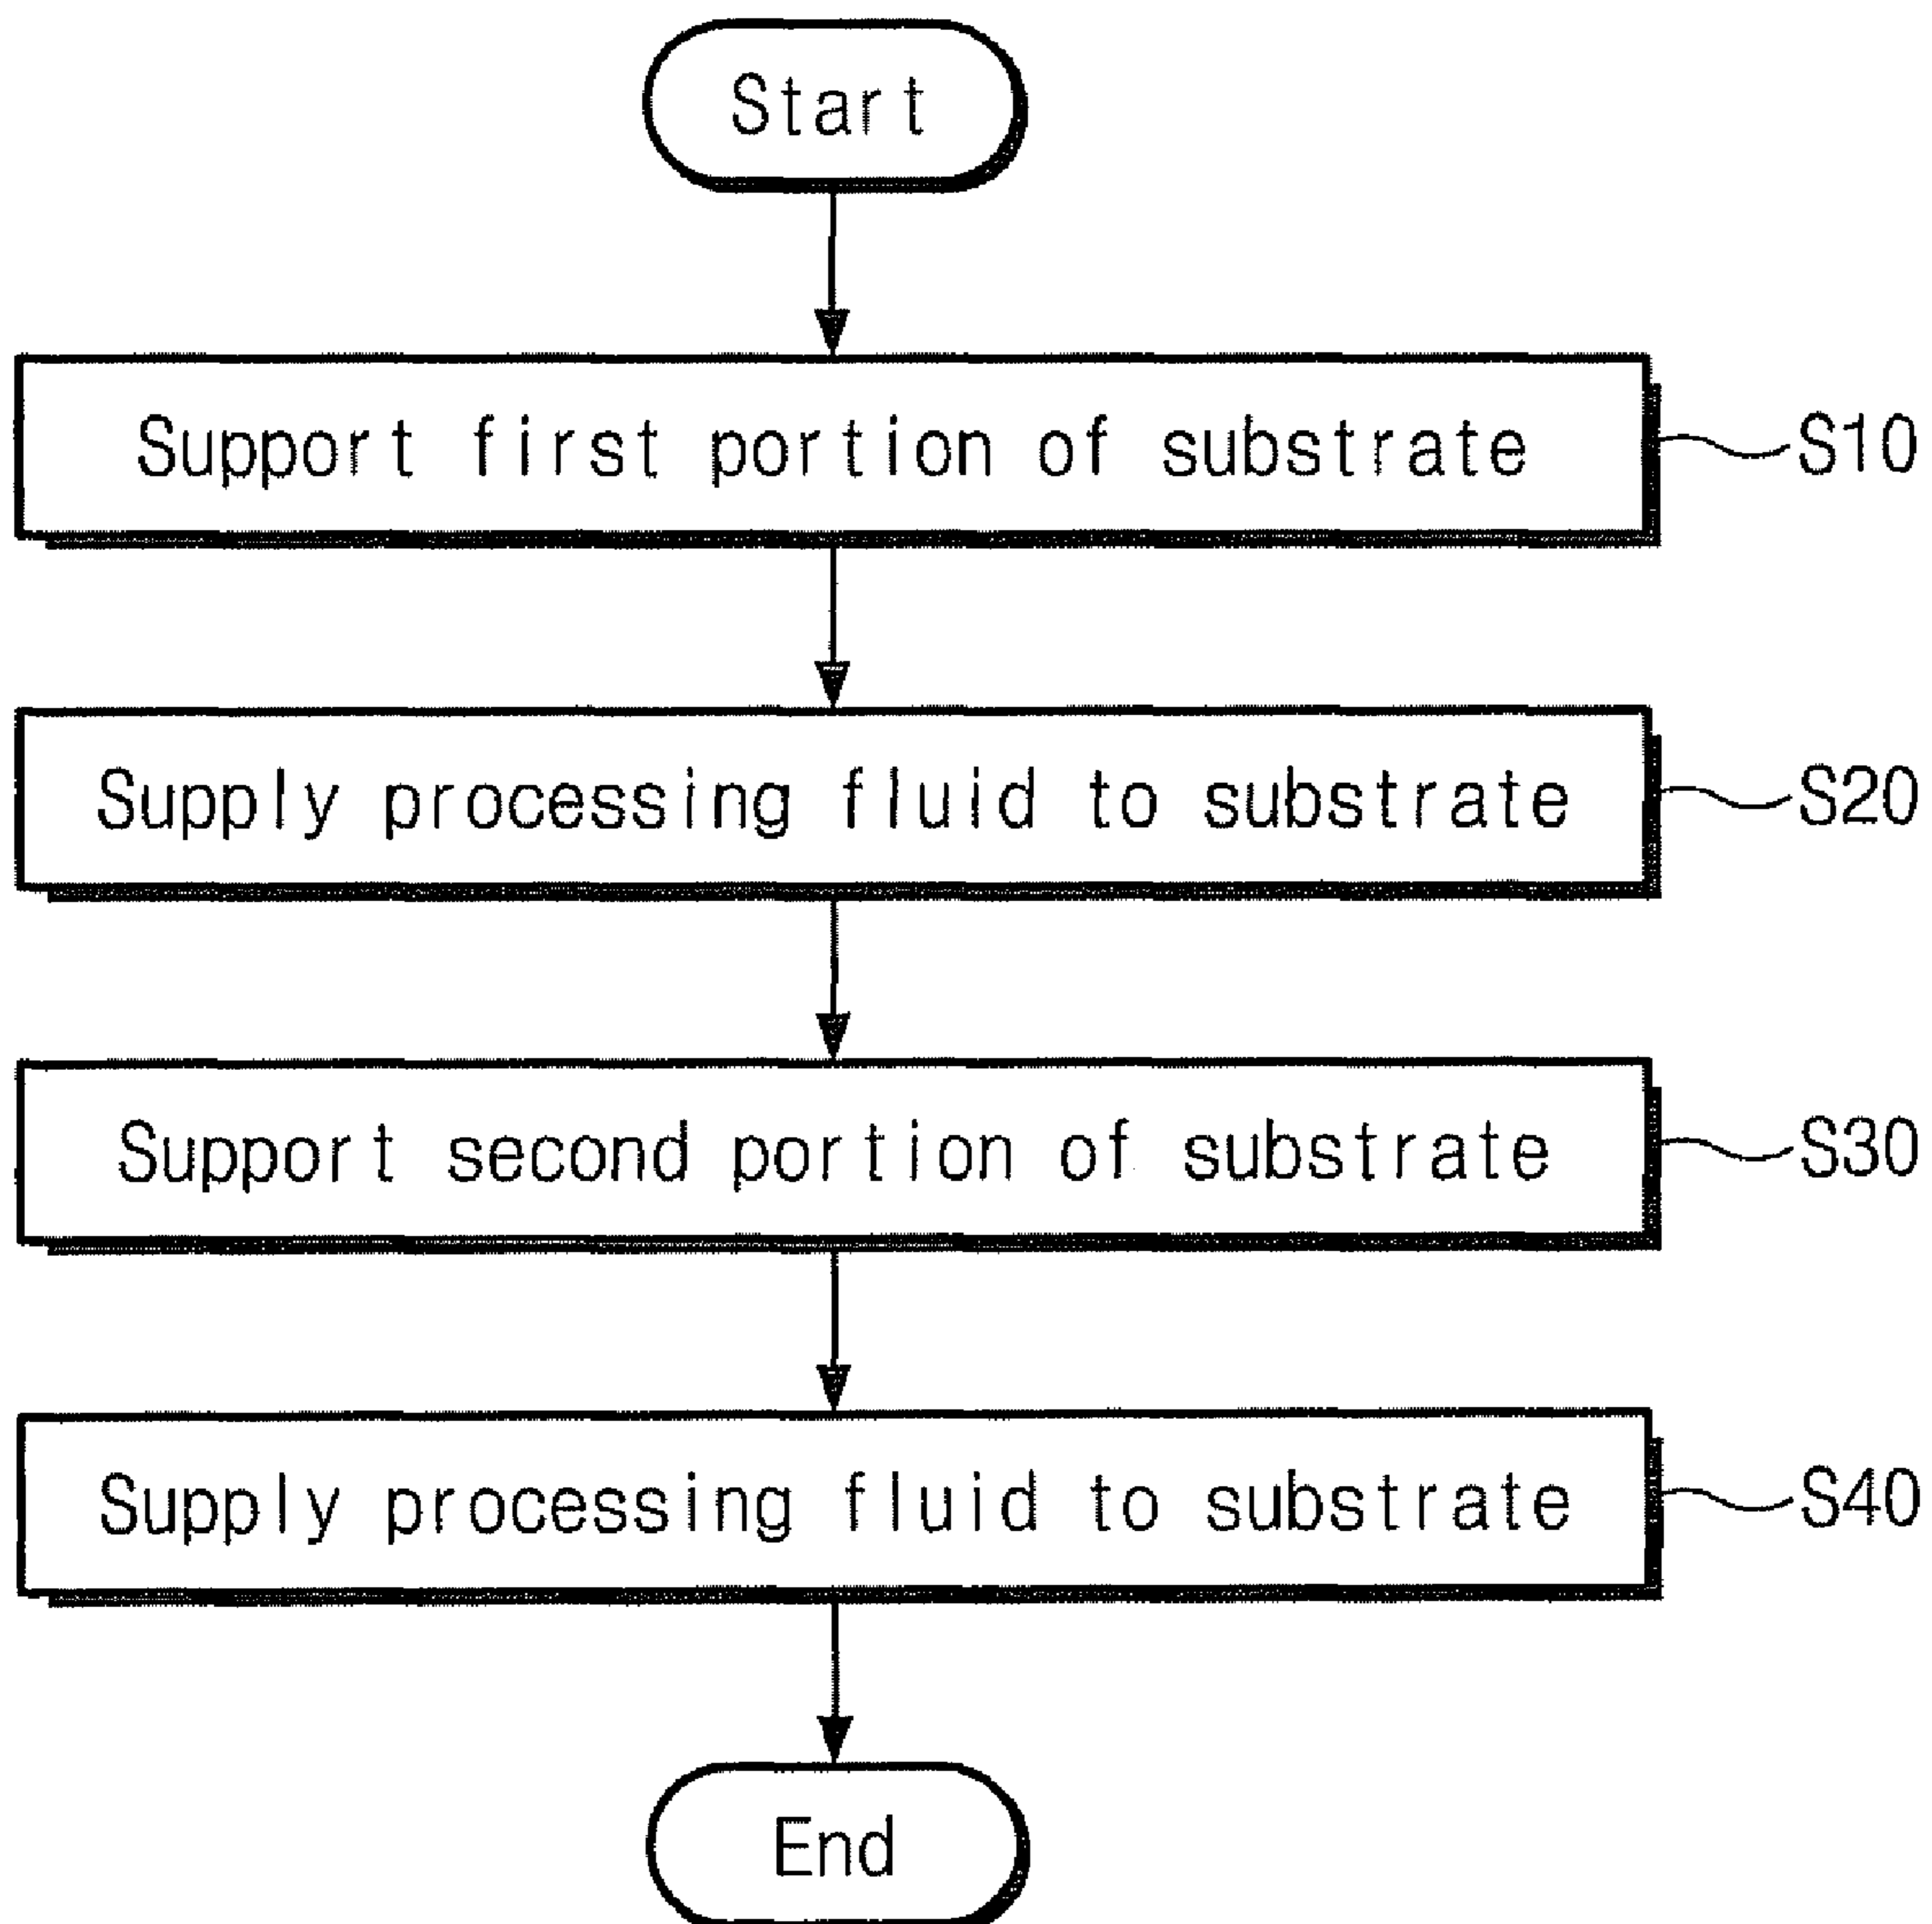 Start
Support first portion of substrate
S10
Supply processing fluid to substrate
S20
Support second portion of substrate
S30
Supply processing fluid to substrate
S40
End